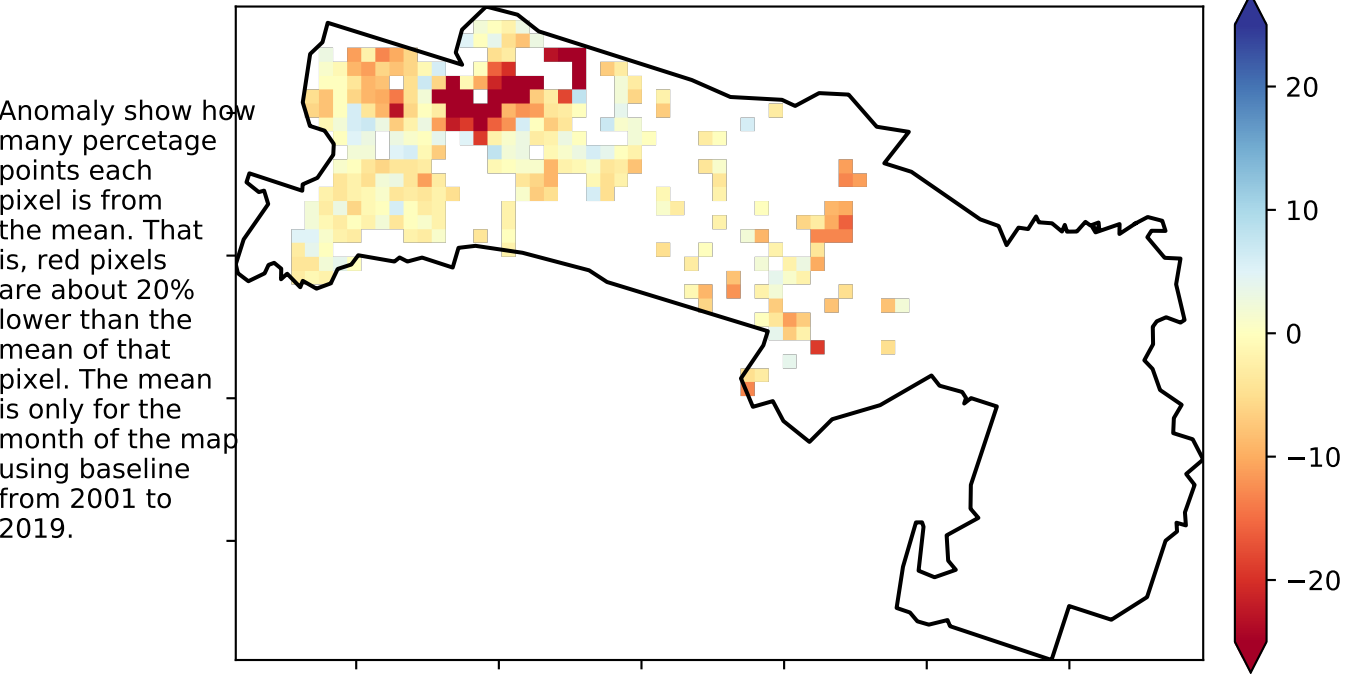 Anomaly show how
many percetage
points each
pixel is from
the mean. That
is, red pixels
are about 20%
lower than the
mean of that
pixel. The mean
is only for the
month of the map
using baseline
from 2001 to
2019.
20
10
0
−10
−20